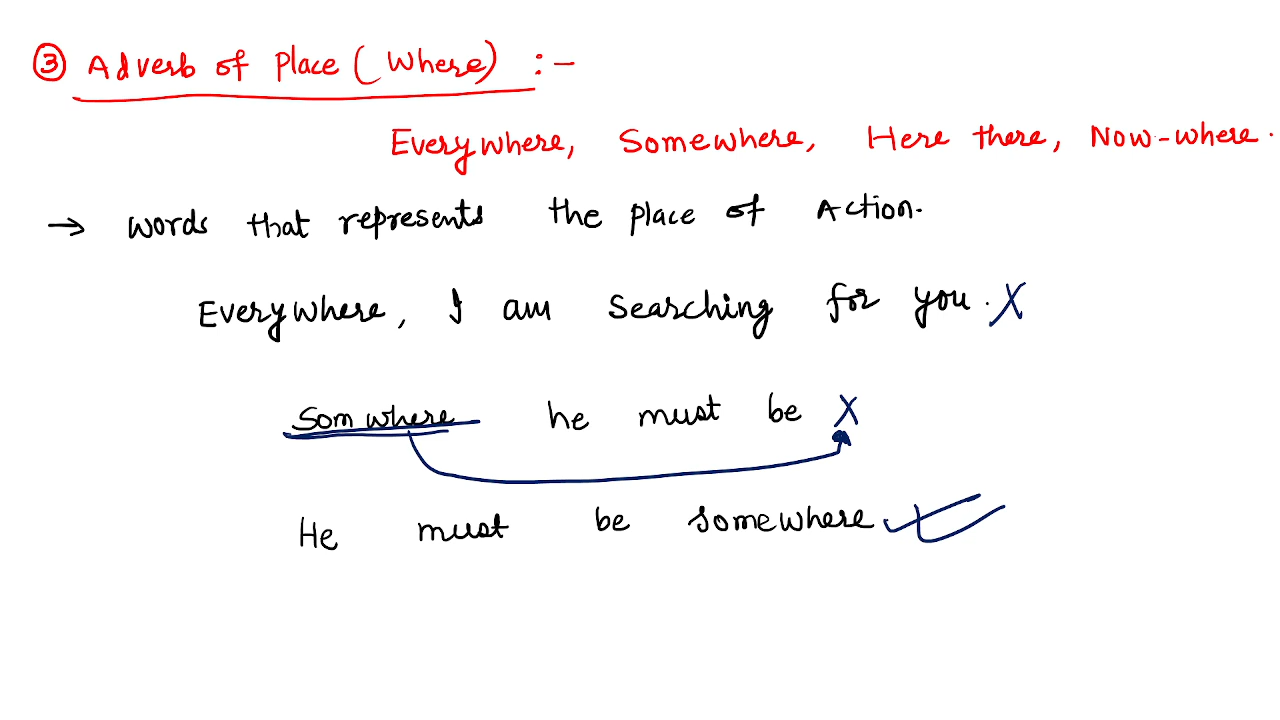 ③ Adverb of Place (Where) :-
Everywhere, Somewhere, Here there, Now-where.
→ Words that represents the place of Action.
Everywhere, I am Searching for you. X
Somwhere he must be X
He must be somewhere